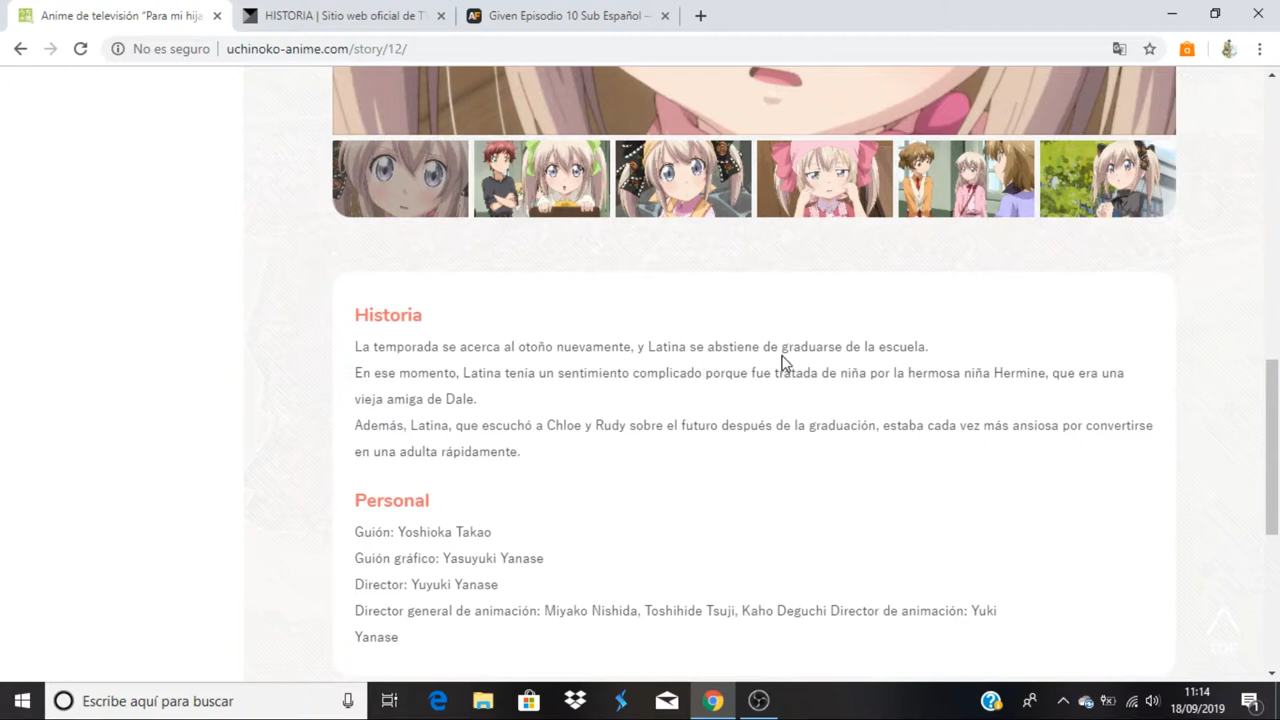 Anime de televisión “Para mi hija
HISTORIA | Sitio web oficial de TV
AF Given Episodio 10 Sub Español –
No es seguro uchinoko-anime.com/story/12/
Historia
La temporada se acerca al otoño nuevamente, y Latina se abstiene de graduarse de la escuela.
En ese momento, Latina tenía un sentimiento complicado porque fue tratada de niña por la hermosa niña Hermine, que era una
vieja amiga de Dale.
Además, Latina, que escuchó a Chloe y Rudy sobre el futuro después de la graduación, estaba cada vez más ansiosa por convertirse
en una adulta rápidamente.
Personal
Guión: Yoshioka Takao
Guión gráfico: Yasuyuki Yanase
Director: Yuyuki Yanase
Director general de animación: Miyako Nishida, Toshihide Tsuji, Kaho Deguchi Director de animación: Yuki
Yanase
TOP
Escribe aquí para buscar
11:14
18/09/2019
1